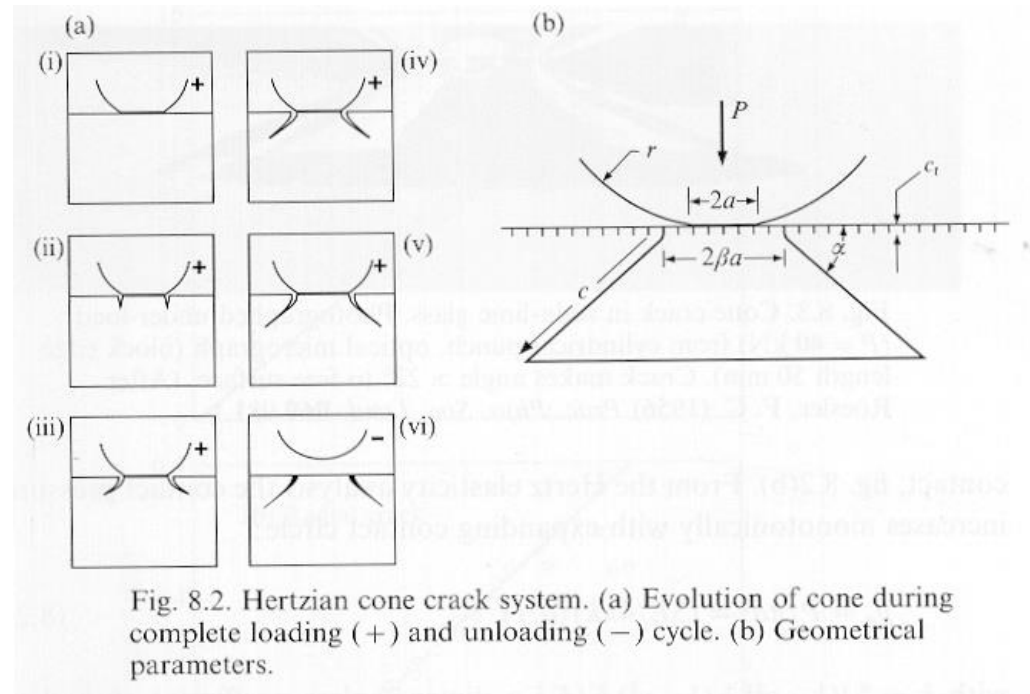 (a)
(b)
(i)
+
(iv)
+
(ii)
+
(v)
+
(iii)
+
(vi)
−
P
r
2a
c_t
2βa
α
c
Fig. 8.2. Hertzian cone crack system. (a) Evolution of cone during
complete loading (+) and unloading (−) cycle. (b) Geometrical
parameters.